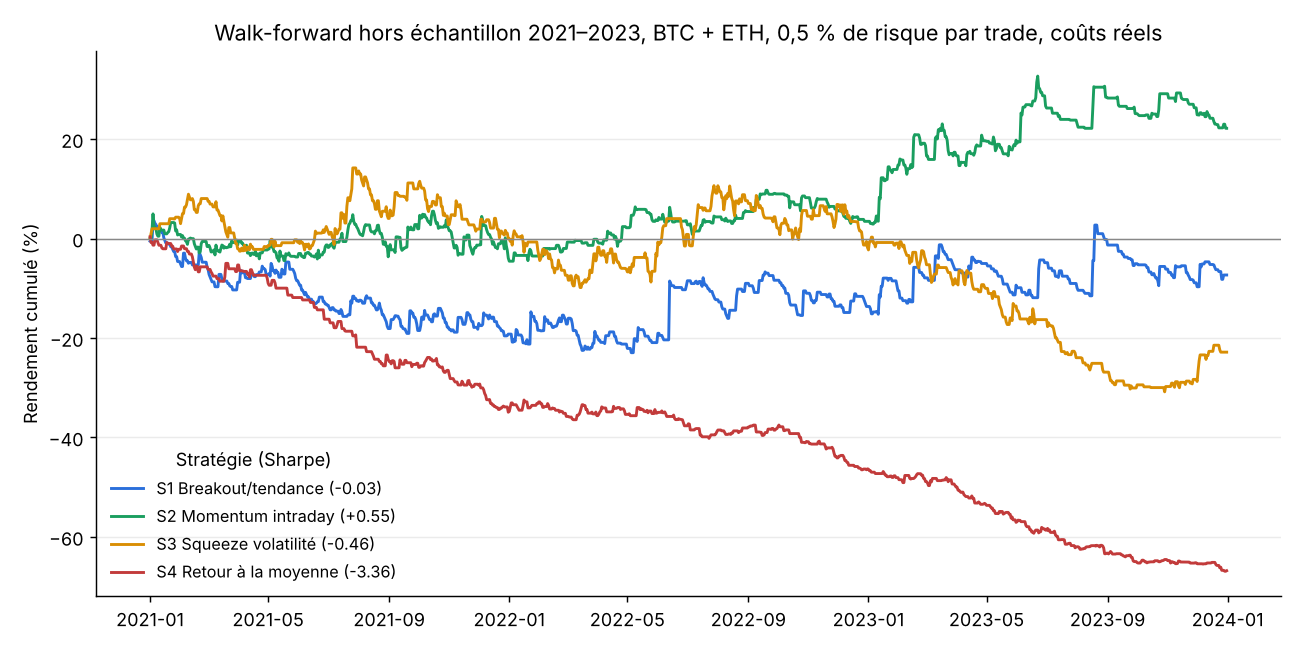 Walk-forward hors échantillon 2021–2023, BTC + ETH, 0,5 % de risque par trade, coûts réels
Rendement cumulé (%)
20
0
−20
−40
−60
Stratégie (Sharpe)
S1 Breakout/tendance (-0.03)
S2 Momentum intraday (+0.55)
S3 Squeeze volatilité (-0.46)
S4 Retour à la moyenne (-3.36)
2021-01 2021-05 2021-09 2022-01 2022-05 2022-09 2023-01 2023-05 2023-09 2024-01